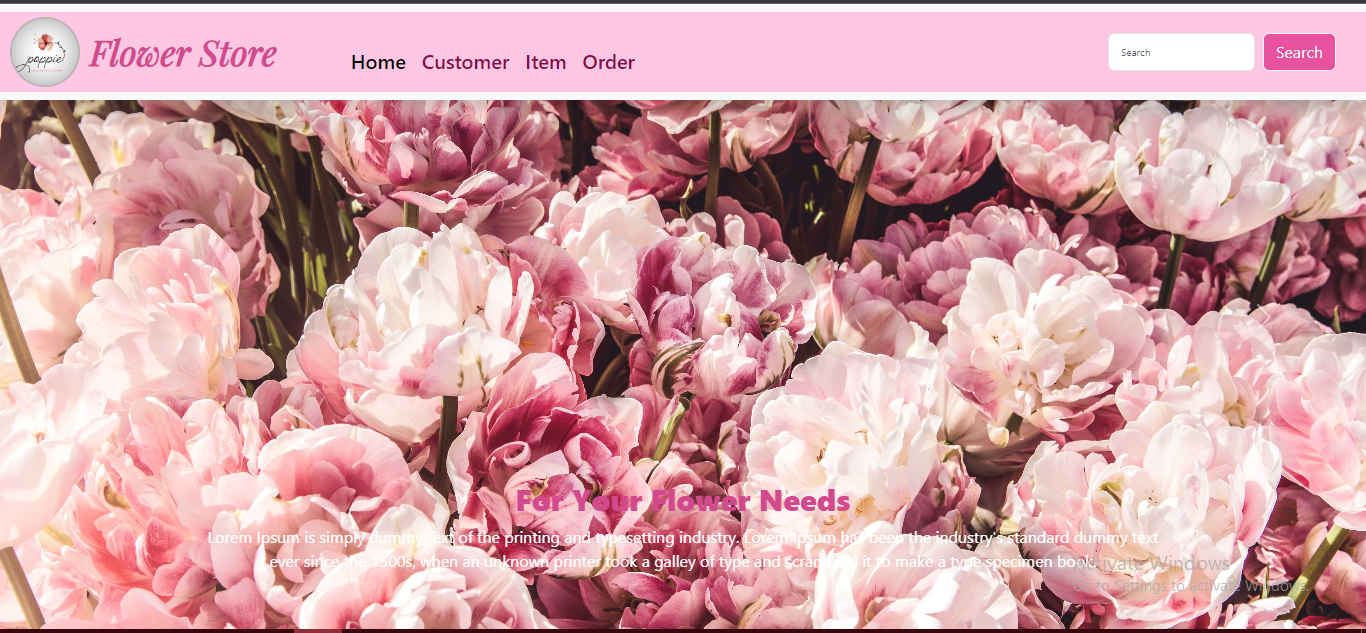 poppie
Flower Store
Home Customer Item Order
Search
Search
For Your Flower Needs
Lorem Ipsum is simply dummy text of the printing and typesetting industry. Lorem Ipsum has been the industry's standard dummy text
ever since the 1500s, when an unknown printer took a galley of type and scrambled it to make a type specimen book.
Activate Windows
Go to Settings to activate Windows.